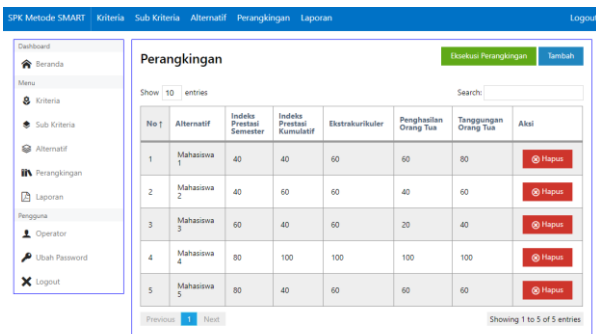 SPK Metode SMART Kriteria Sub Kriteria Alternatif Perangkingan Laporan Logout
Dashboard
Beranda
Menu
Kriteria
Sub Kriteria
Alternatif
Perangkingan
Laporan
Pengguna
Operator
Ubah Password
Logout
Perangkingan
Eksekusi Perangkingan Tambah
Show 10 entries Search:
No Alternatif Indeks Prestasi Semester Indeks Prestasi Kumulatif Ekstrakurikuler Penghasilan Orang Tua Tanggungan Orang Tua Aksi
1 Mahasiswa 1 40 40 60 60 80 Hapus
2 Mahasiswa 2 40 60 60 40 60 Hapus
3 Mahasiswa 3 60 40 60 20 40 Hapus
4 Mahasiswa 4 80 100 100 100 100 Hapus
5 Mahasiswa 5 80 40 60 60 60 Hapus
Previous 1 Next Showing 1 to 5 of 5 entries